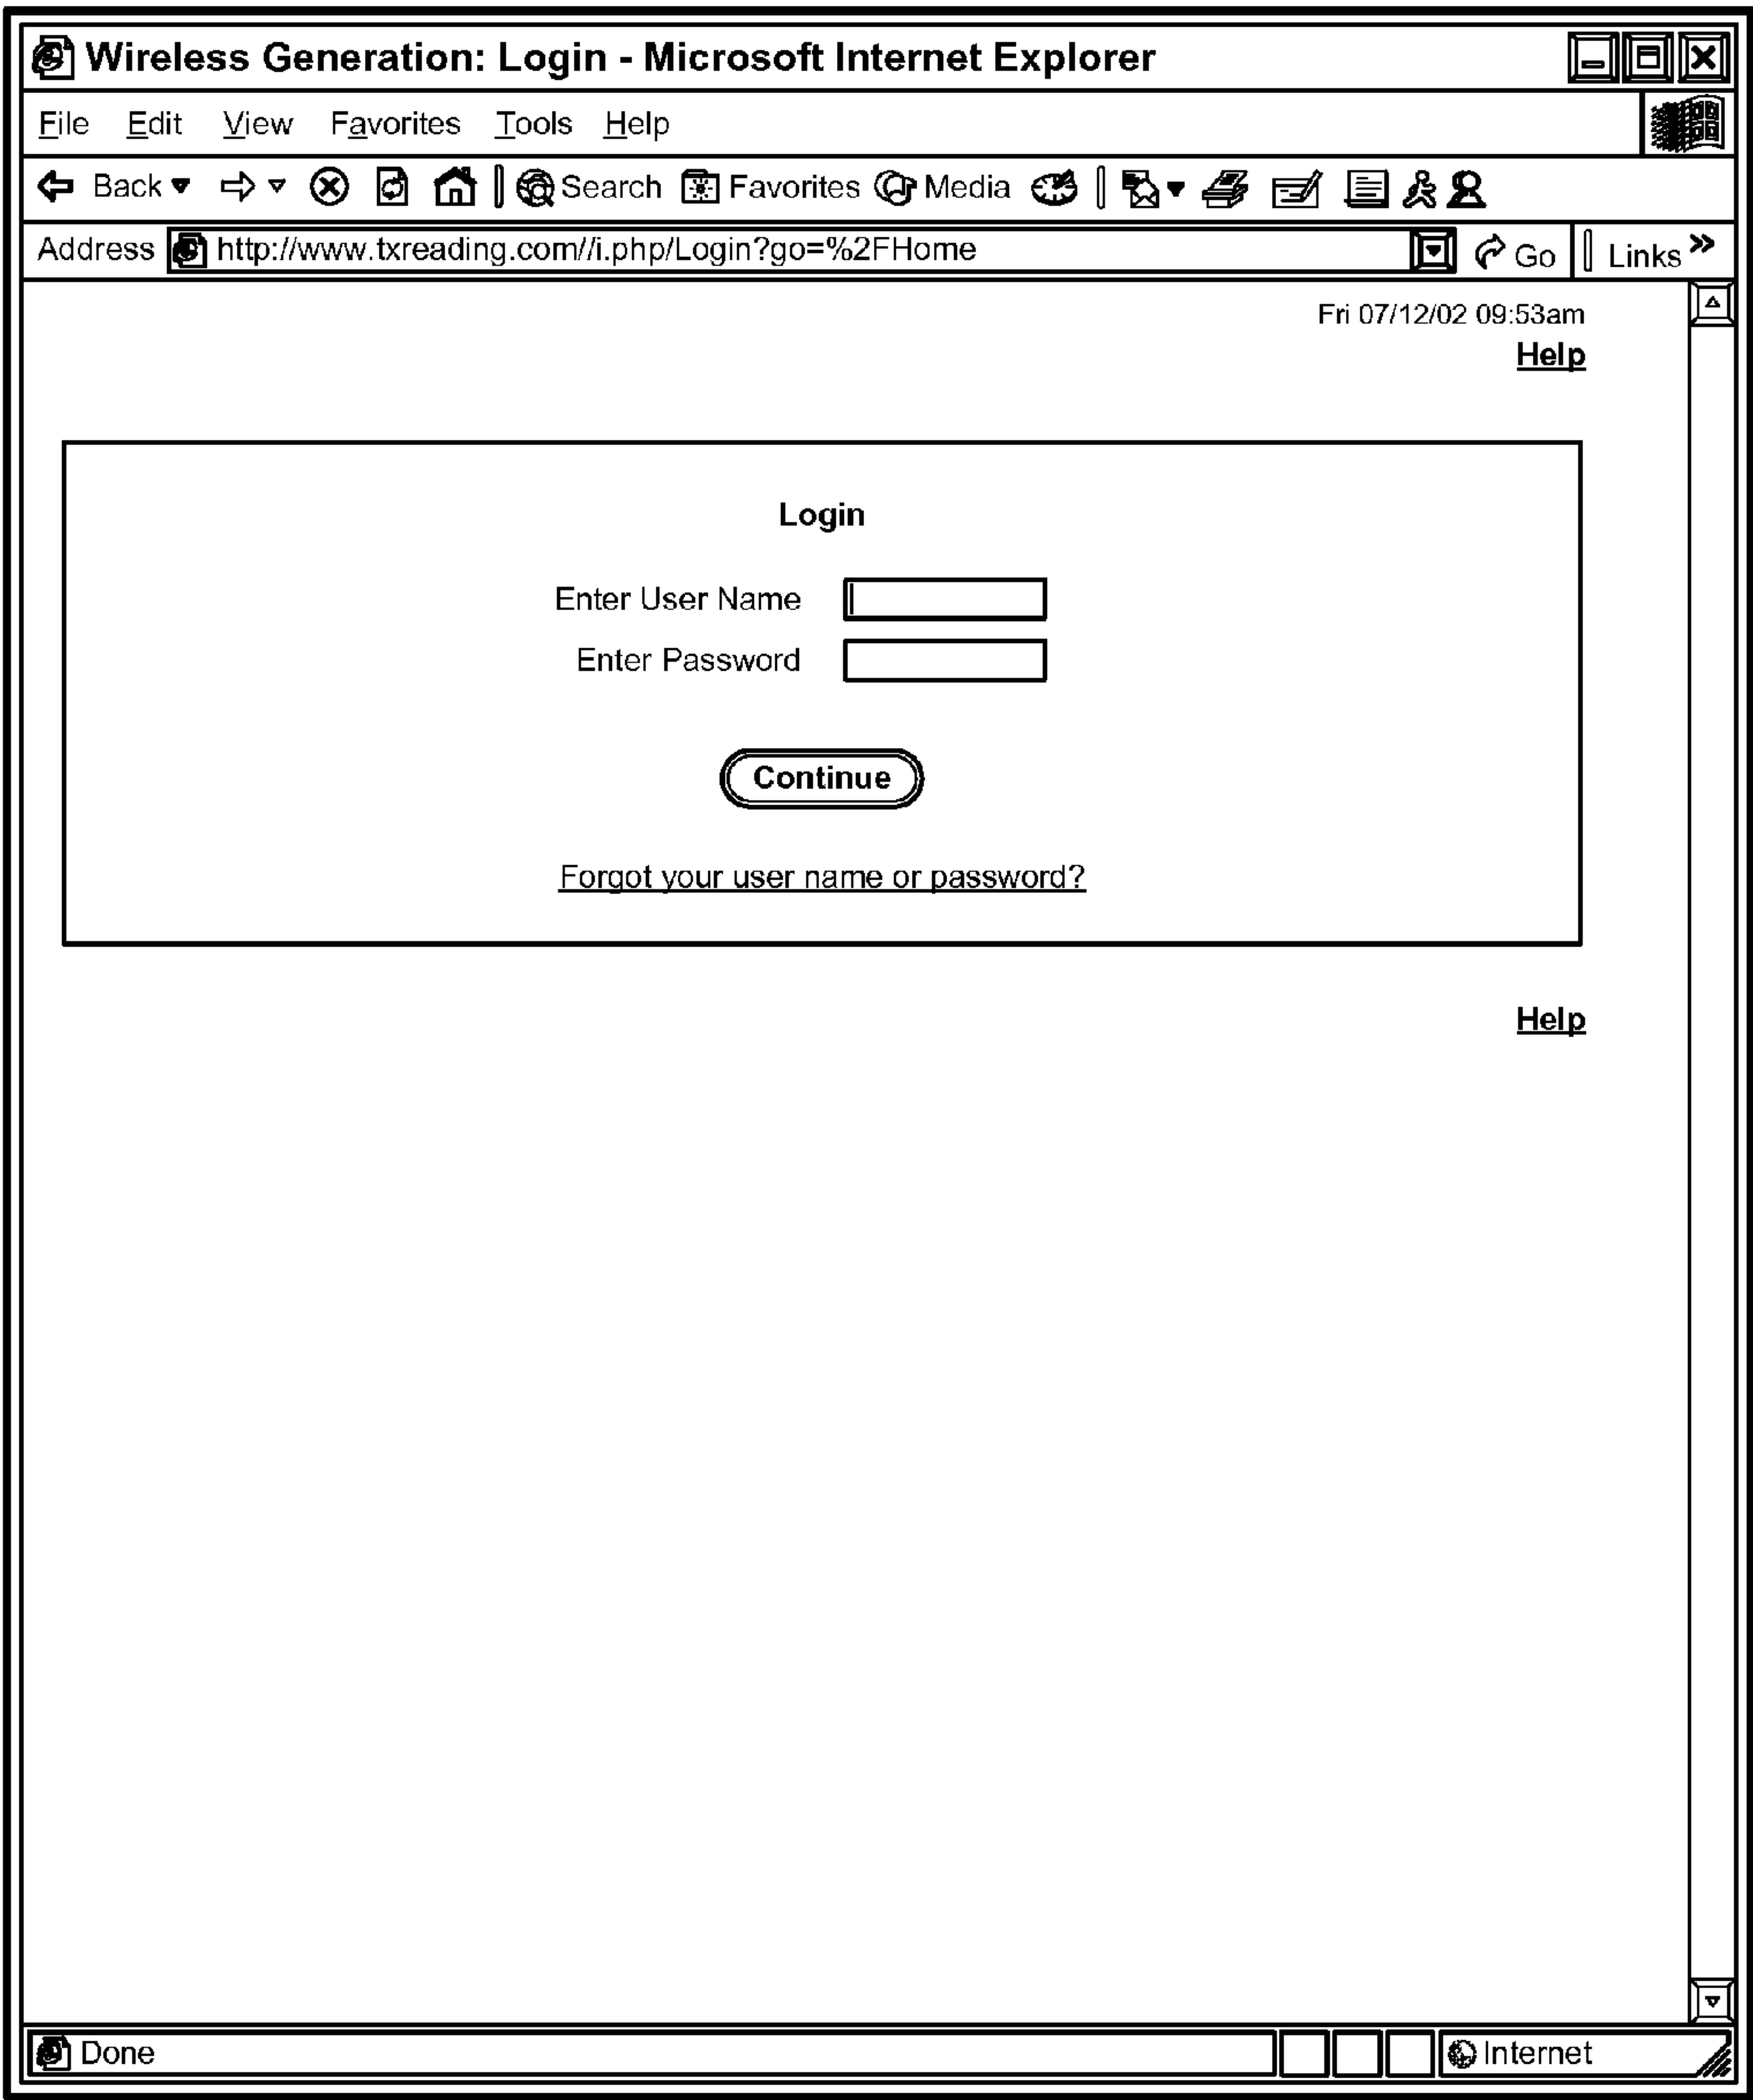 Wireless Generation: Login - Microsoft Internet Explorer
File Edit View Favorites Tools Help
Back Search Favorites Media
Address http://www.txreading.com//i.php/Login?go=%2FHome Go Links »
Fri 07/12/02 09:53am
Help
Login
Enter User Name
Enter Password
Continue
Forgot your user name or password?
Help
Done Internet